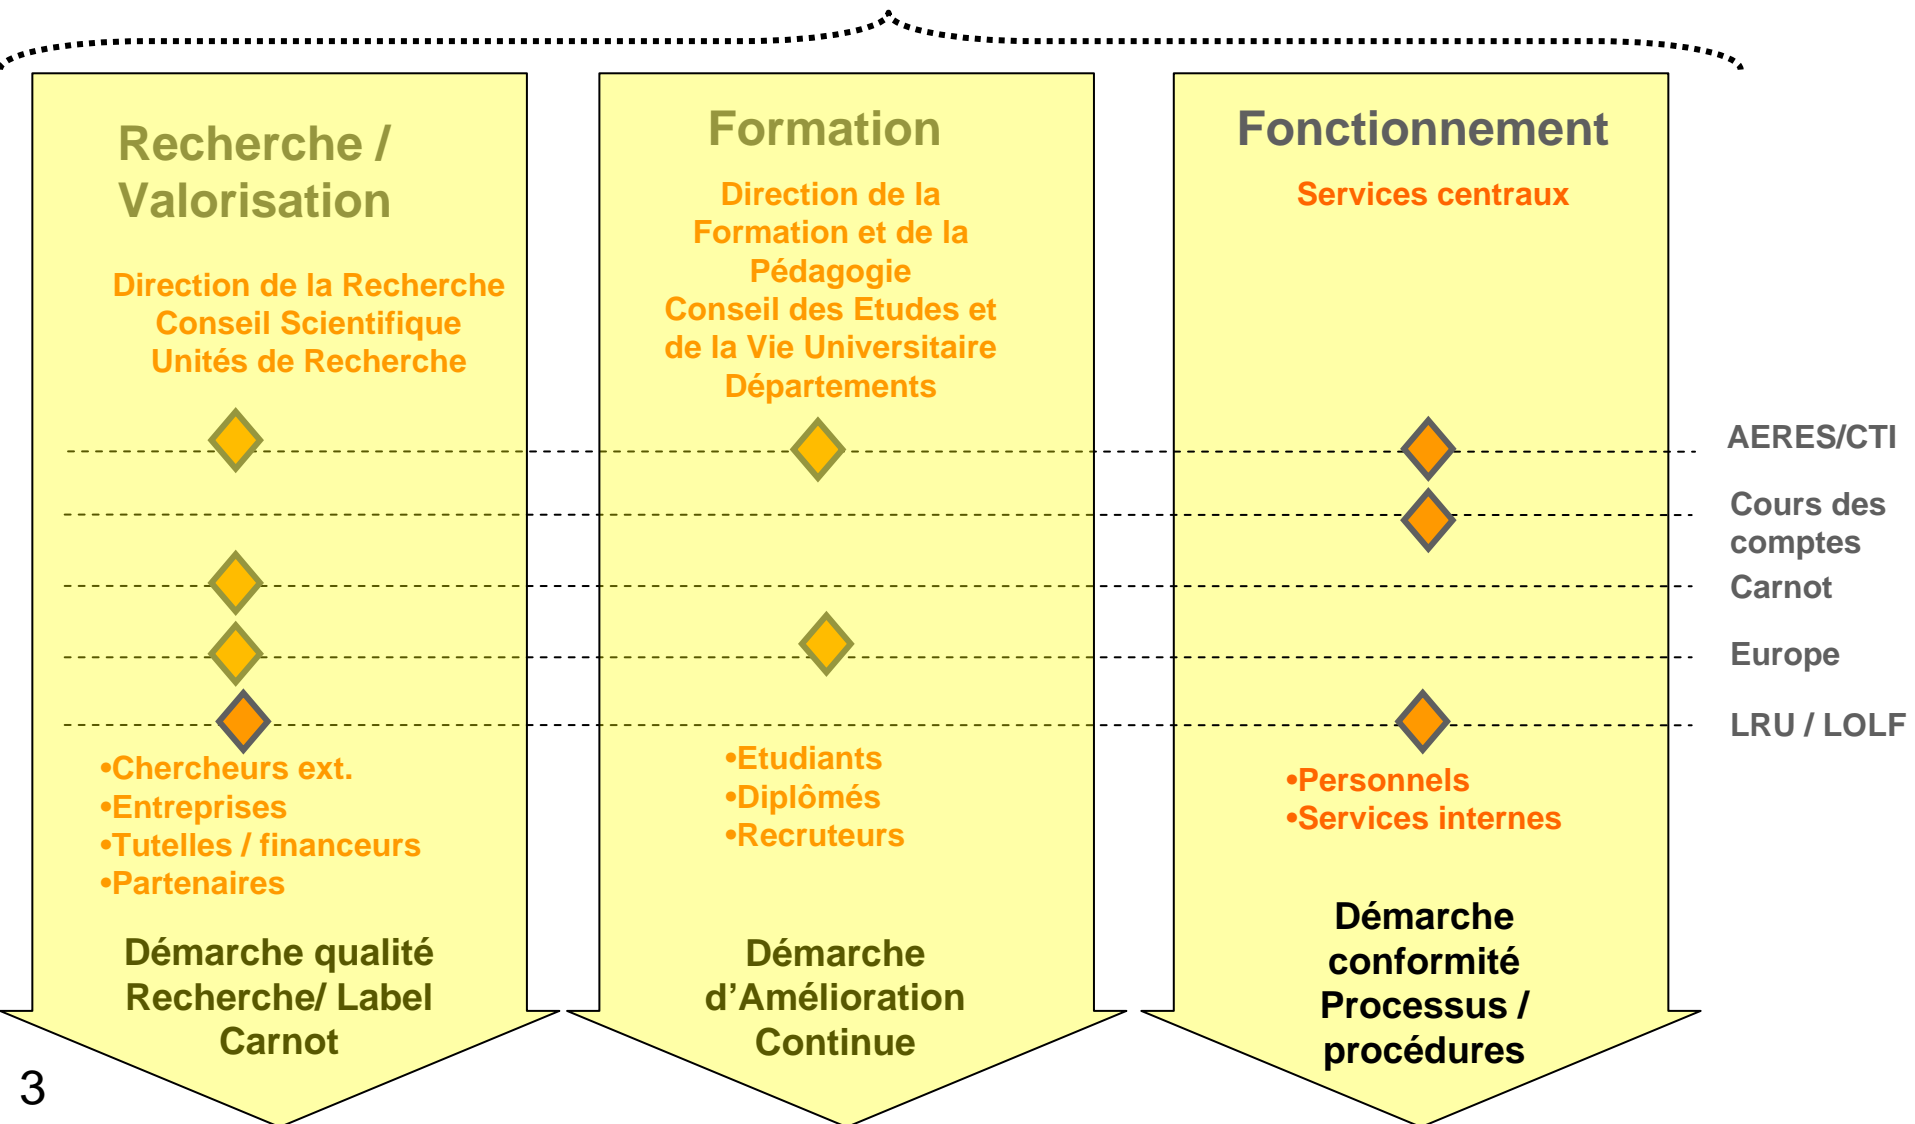 Recherche /
Valorisation
Direction de la Recherche
Conseil Scientifique
Unités de Recherche
•Chercheurs ext.
•Entreprises
•Tutelles / financeurs
•Partenaires
Démarche qualité
Recherche/ Label
Carnot
Formation
Direction de la
Formation et de la
Pédagogie
Conseil des Etudes et
de la Vie Universitaire
Départements
•Etudiants
•Diplômés
•Recruteurs
Démarche
d’Amélioration
Continue
Fonctionnement
Services centraux
•Personnels
•Services internes
Démarche
conformité
Processus /
procédures
AERES/CTI
Cours des
comptes
Carnot
Europe
LRU / LOLF
3